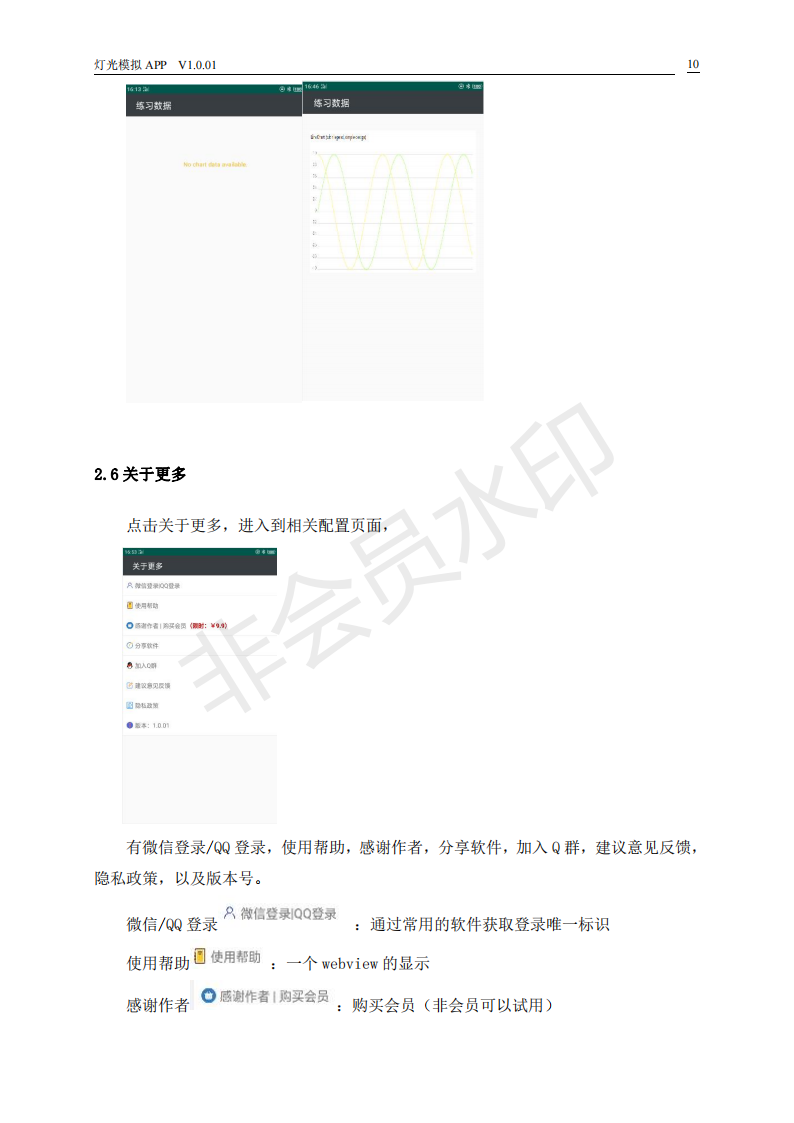 灯光模拟 APP V1.0.01 10
16:13
练习数据
No chart data available.
16:46
练习数据
2.6 关于更多
点击关于更多，进入到相关配置页面，
16:53
关于更多
微信登录|QQ登录
使用帮助
感谢作者 | 购买会员（限时：￥9.9）
分享软件
加入Q群
建议意见反馈
隐私政策
版本：1.0.01
有微信登录/QQ 登录，使用帮助，感谢作者，分享软件，加入 Q 群，建议意见反馈，
隐私政策，以及版本号。
微信/QQ 登录 微信登录|QQ登录 ：通过常用的软件获取登录唯一标识
使用帮助 使用帮助 ：一个 webview 的显示
感谢作者 感谢作者 | 购买会员 ：购买会员（非会员可以试用）
非会员水印